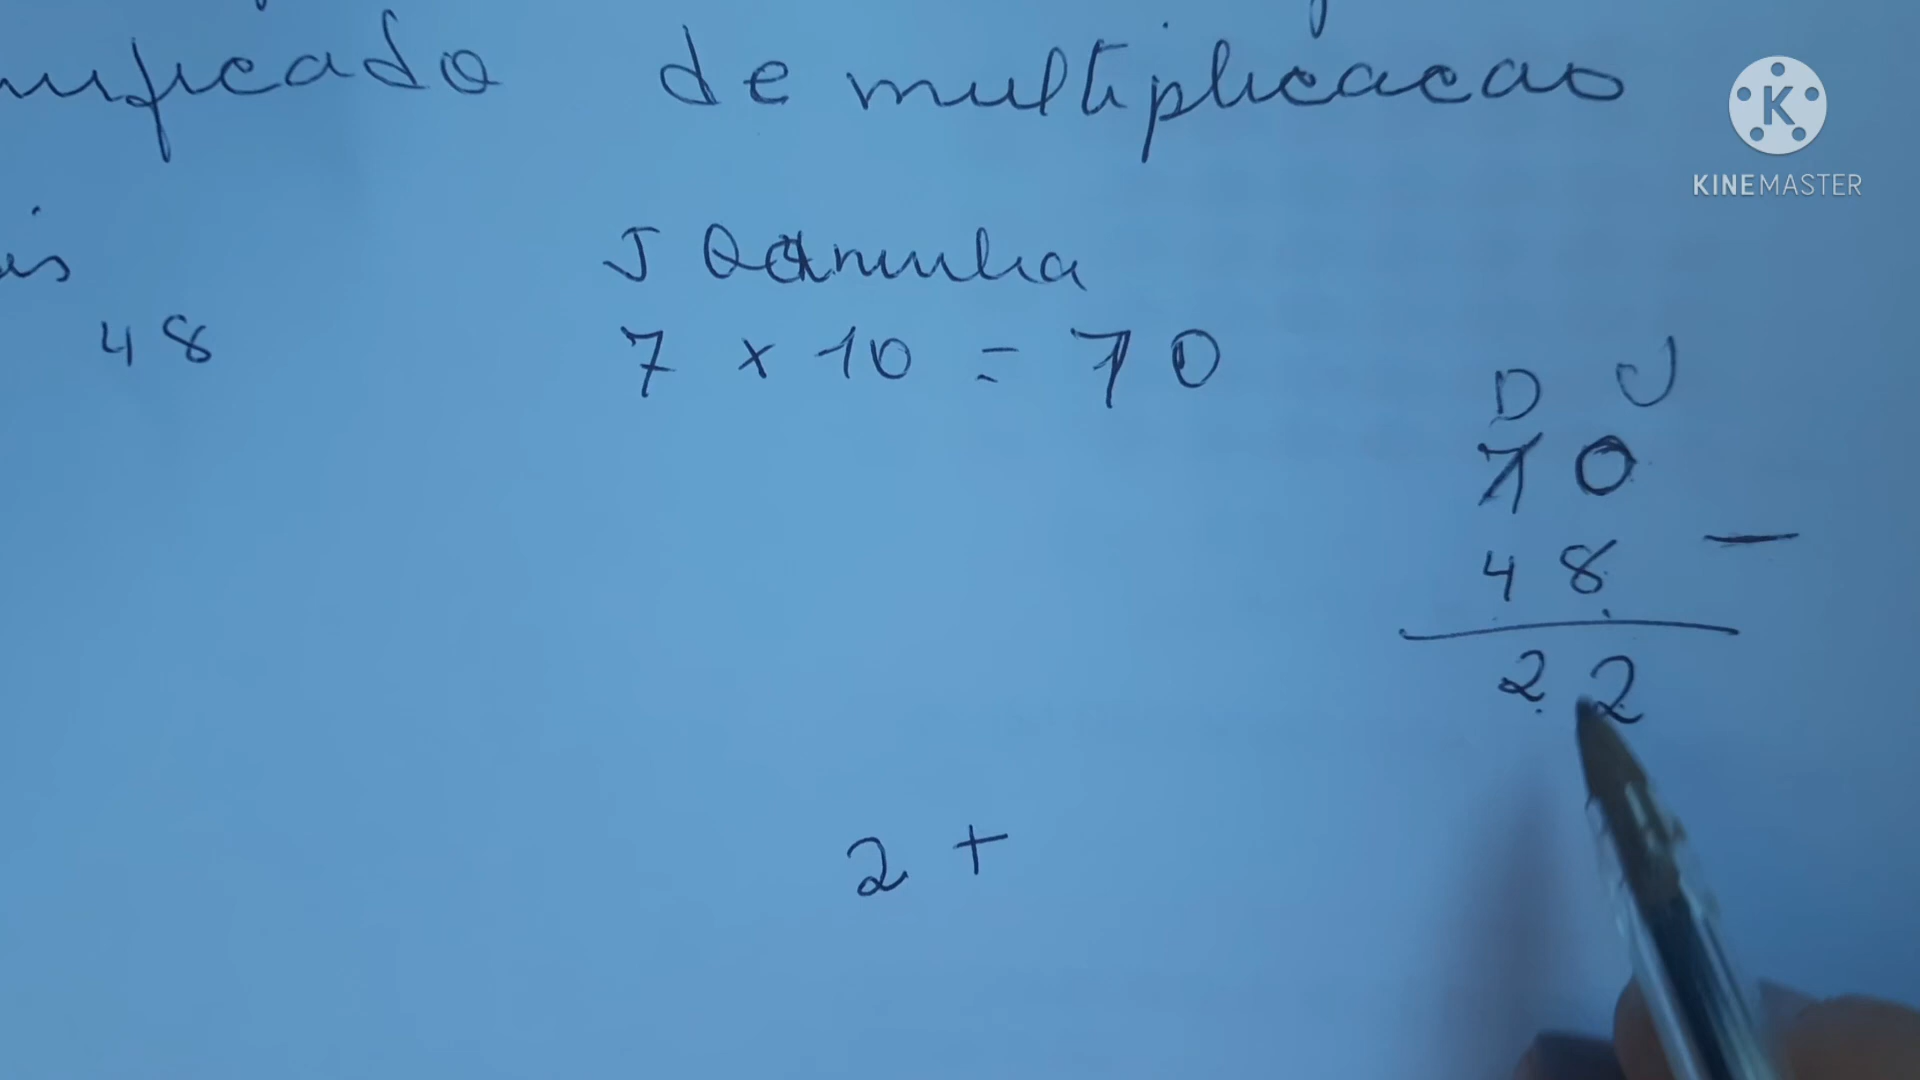 de multiplicacao
KINEMASTER
48
7 x 10 = 70
D U
70
48 -
22
2 +